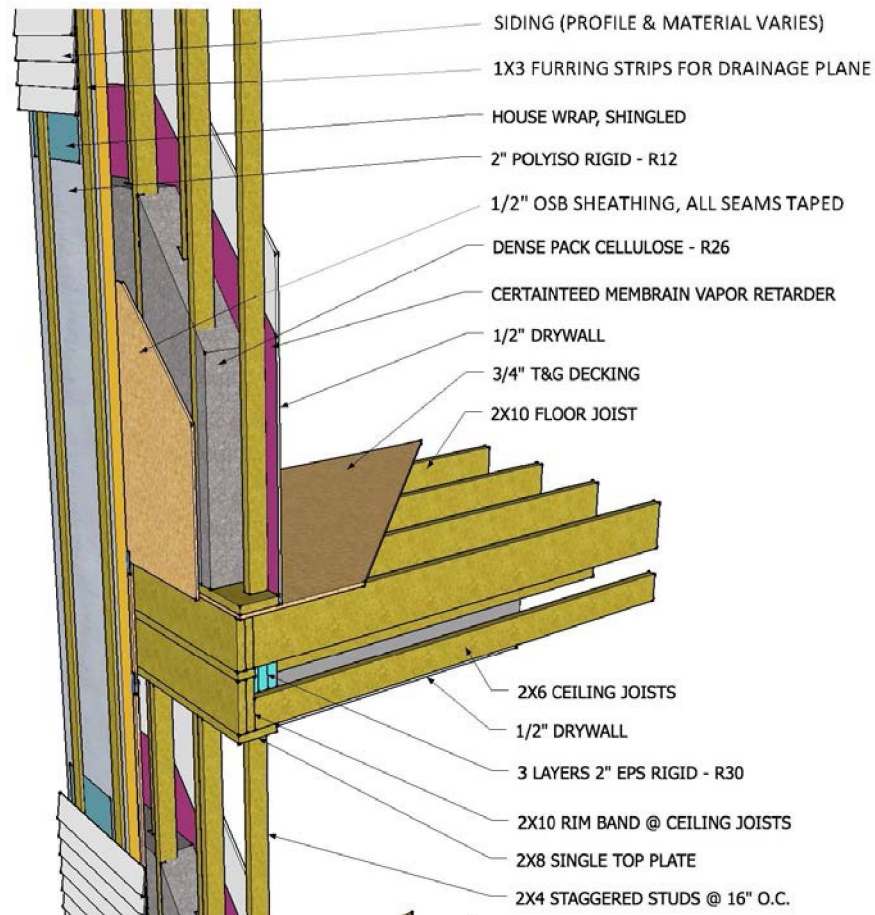 SIDING (PROFILE & MATERIAL VARIES)
1X3 FURRING STRIPS FOR DRAINAGE PLANE
HOUSE WRAP, SHINGLED
2" POLYISO RIGID - R12
1/2" OSB SHEATHING, ALL SEAMS TAPED
DENSE PACK CELLULOSE - R26
CERTAINTEED MEMBRAIN VAPOR RETARDER
1/2" DRYWALL
3/4" T&G DECKING
2X10 FLOOR JOIST
2X6 CEILING JOISTS
1/2" DRYWALL
3 LAYERS 2" EPS RIGID - R30
2X10 RIM BAND @ CEILING JOISTS
2X8 SINGLE TOP PLATE
2X4 STAGGERED STUDS @ 16" O.C.